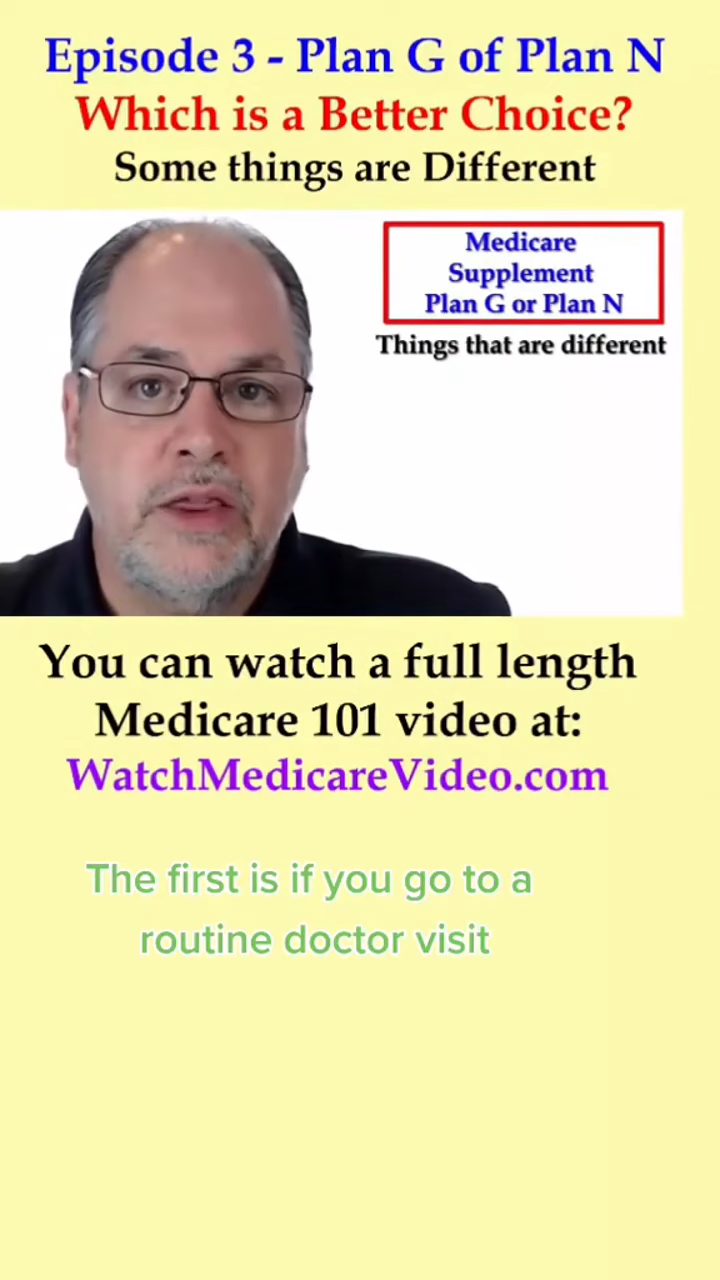 Episode 3 - Plan G of Plan N
Which is a Better Choice?
Some things are Different
Medicare
Supplement
Plan G or Plan N
Things that are different
You can watch a full length
Medicare 101 video at:
WatchMedicareVideo.com
The first is if you go to a
routine doctor visit